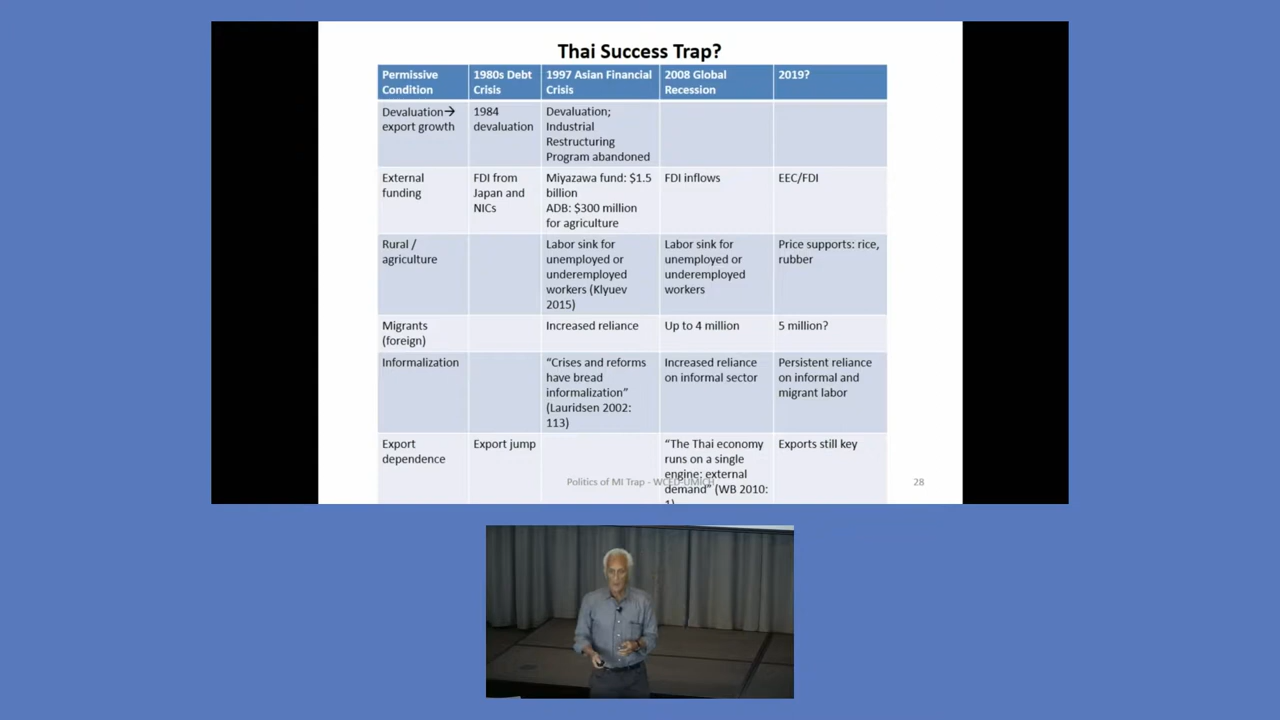 Thai Success Trap?
Permissive
Condition
1980s Debt
Crisis
1997 Asian Financial
Crisis
2008 Global
Recession
2019?
Devaluation→
export growth
1984
devaluation
Devaluation;
Industrial
Restructuring
Program abandoned
External
funding
FDI from
Japan and
NICs
Miyazawa fund: $1.5
billion
ADB: $300 million
for agriculture
FDI inflows
EEC/FDI
Rural /
agriculture
Labor sink for
unemployed or
underemployed
workers (Klyuev
2015)
Labor sink for
unemployed or
underemployed
workers
Price supports: rice,
rubber
Migrants
(foreign)
Increased reliance
Up to 4 million
5 million?
Informalization
“Crises and reforms
have bread
informalization”
(Lauridsen 2002:
113)
Increased reliance
on informal sector
Persistent reliance
on informal and
migrant labor
Export
dependence
Export jump
“The Thai economy
runs on a single
engine: external
demand” (WB 2010:
1)
Exports still key
Politics of MI Trap - WCED-UMICH
28